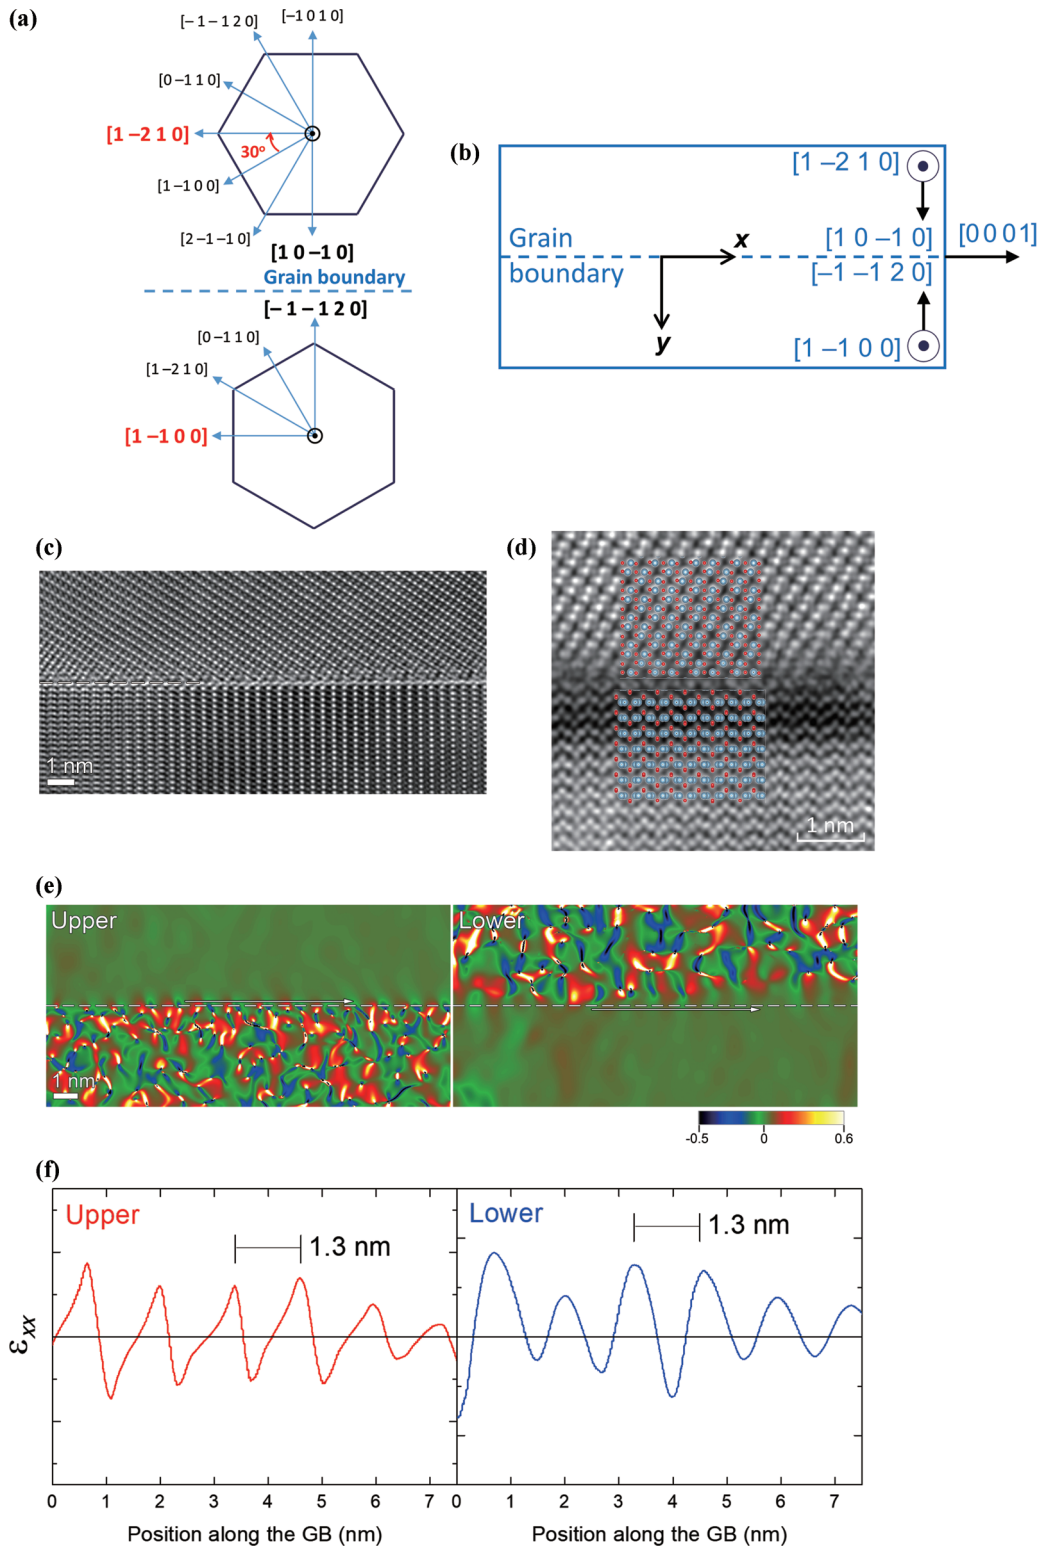 (a)
[– 1 – 1 2 0]
[–1 0 1 0]
[0 –1 1 0]
[1 –2 1 0]
30º
[1 –1 0 0]
[2 –1 –1 0]
[1 0 –1 0]
Grain boundary
[– 1 – 1 2 0]
[0 –1 1 0]
[1 –2 1 0]
[1 –1 0 0]
(b)
[1 –2 1 0]
Grain
boundary
x
y
[1 0 –1 0]
[–1 –1 2 0]
[0 0 0 1]
[1 –1 0 0]
(c)
1 nm
(d)
1 nm
(e)
Upper
1 nm
Lower
-0.5
0
0.6
(f)
Upper
1.3 nm
Lower
1.3 nm
εxx
0 1 2 3 4 5 6 7
0 1 2 3 4 5 6 7
Position along the GB (nm)
Position along the GB (nm)